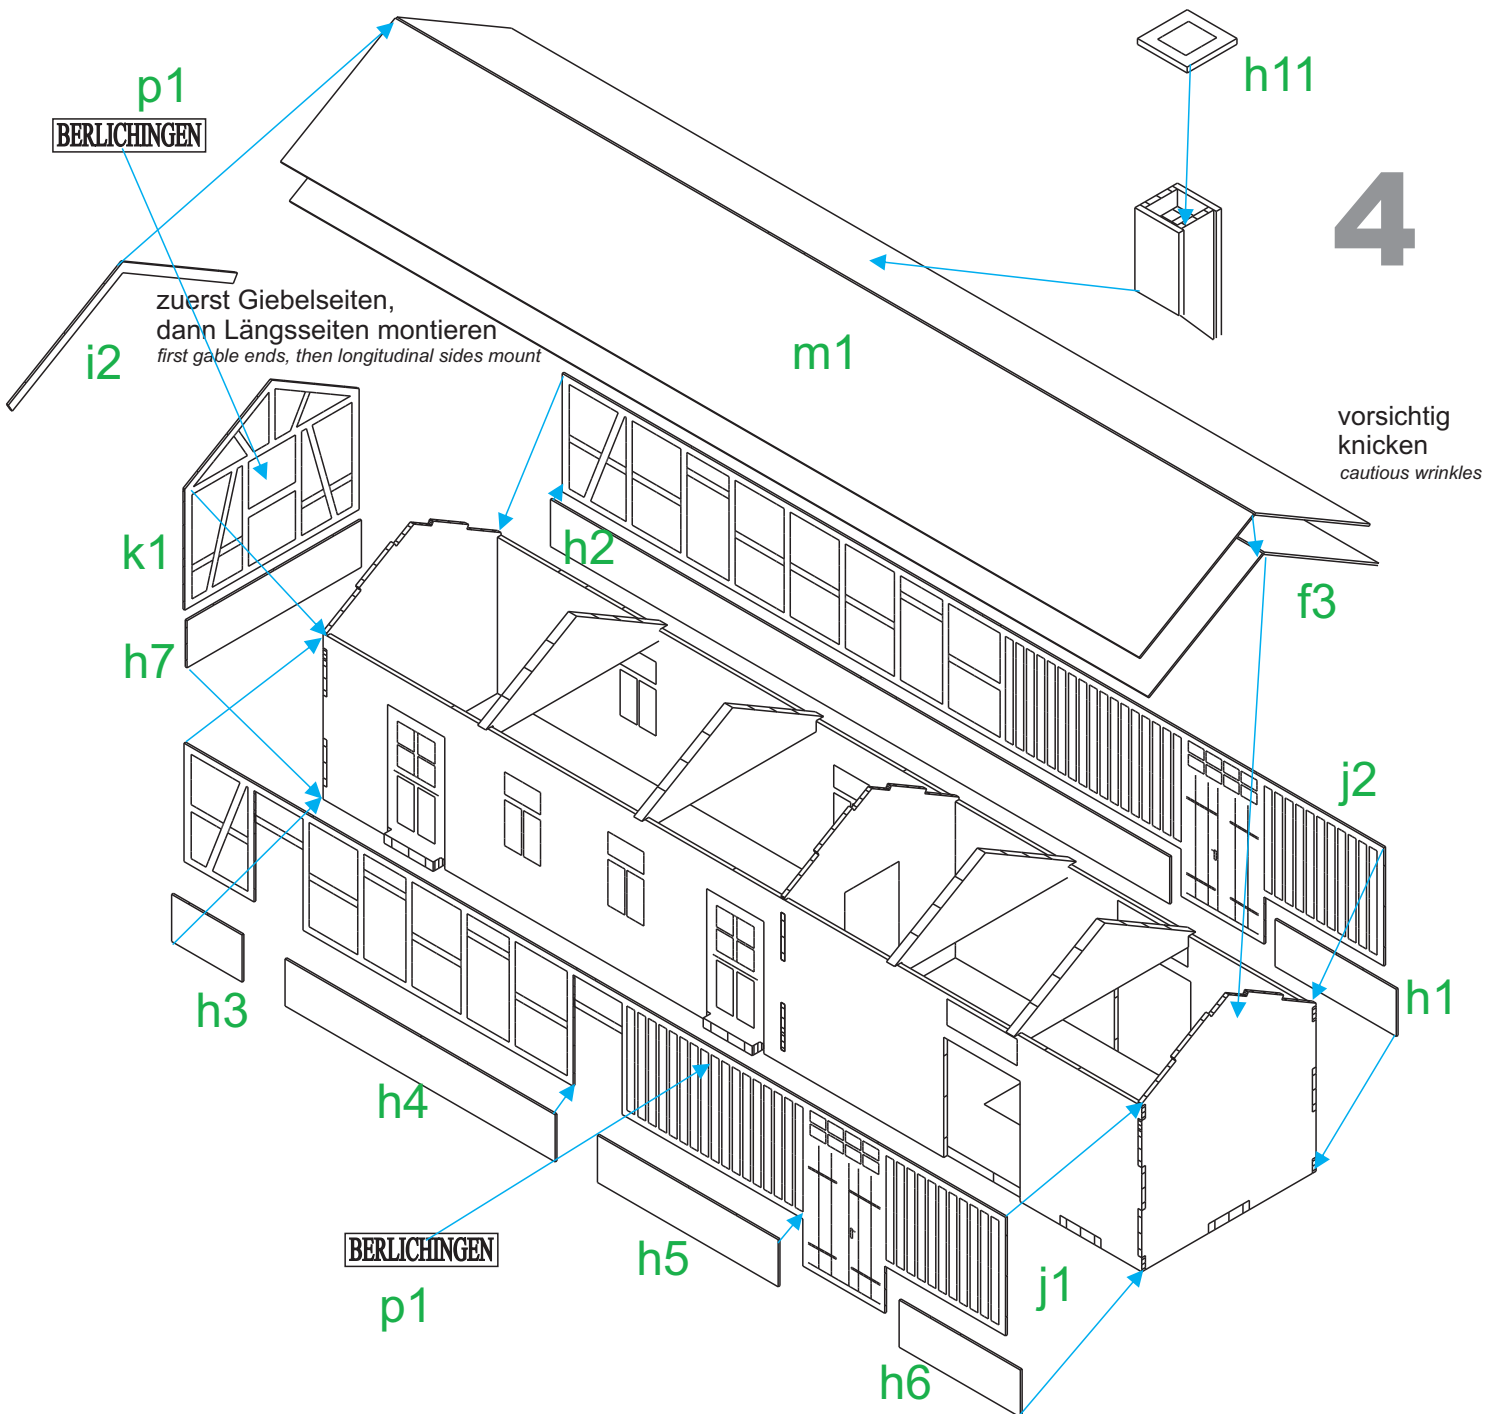 p1
BERLICHINGEN
h11
4
zuerst Giebelseiten,
dann Längsseiten montieren
first gable ends, then longitudinal sides mount
i2
m1
vorsichtig
knicken
cautious wrinkles
k1
h2
f3
h7
j2
h3
h1
h4
BERLICHINGEN
p1
h5
j1
h6